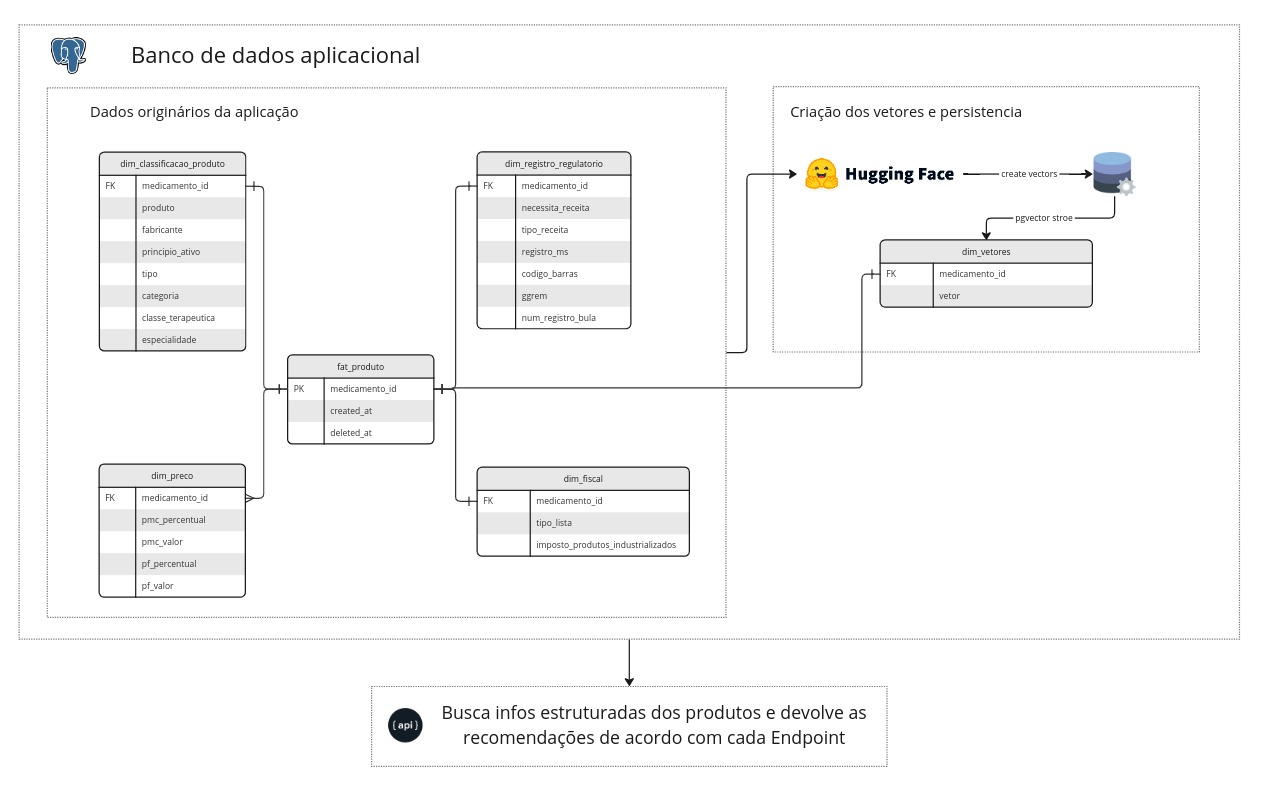 Banco de dados aplicacional
Dados originários da aplicação
dim_classificacao_produto
FK medicamento_id
produto
fabricante
principio_ativo
tipo
categoria
classe_terapeutica
especialidade
dim_registro_regulatorio
FK medicamento_id
necessita_receita
tipo_receita
registro_ms
codigo_barras
ggrem
num_registro_bula
fat_produto
PK medicamento_id
created_at
deleted_at
dim_preco
FK medicamento_id
pmc_percentual
pmc_valor
pf_percentual
pf_valor
dim_fiscal
FK medicamento_id
tipo_lista
imposto_produtos_industrializados
Criação dos vetores e persistencia
Hugging Face
create vectors
pgvector stroe
dim_vetores
FK medicamento_id
vetor
{api}
Busca infos estruturadas dos produtos e devolve as
recomendações de acordo com cada Endpoint